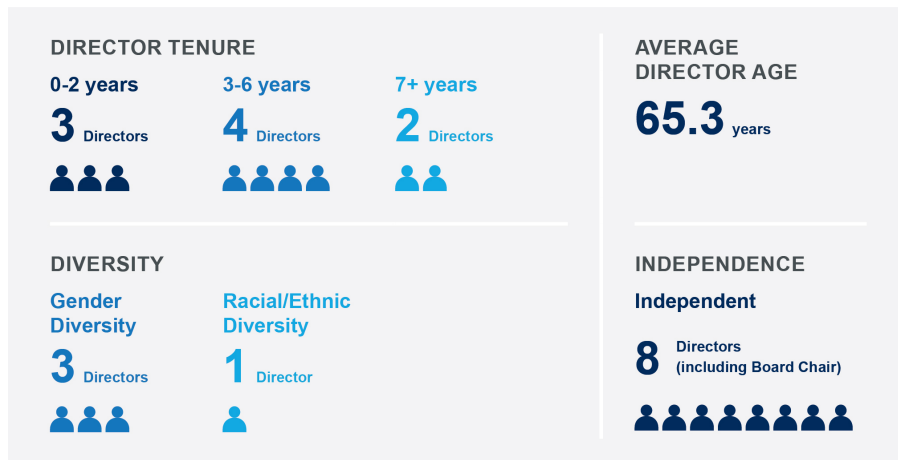 DIRECTOR TENURE
0-2 years
3 Directors
3-6 years
4 Directors
7+ years
2 Directors
AVERAGE
DIRECTOR AGE
65.3 years
DIVERSITY
Gender
Diversity
3 Directors
Racial/Ethnic
Diversity
1 Director
INDEPENDENCE
Independent
8 Directors
(including Board Chair)